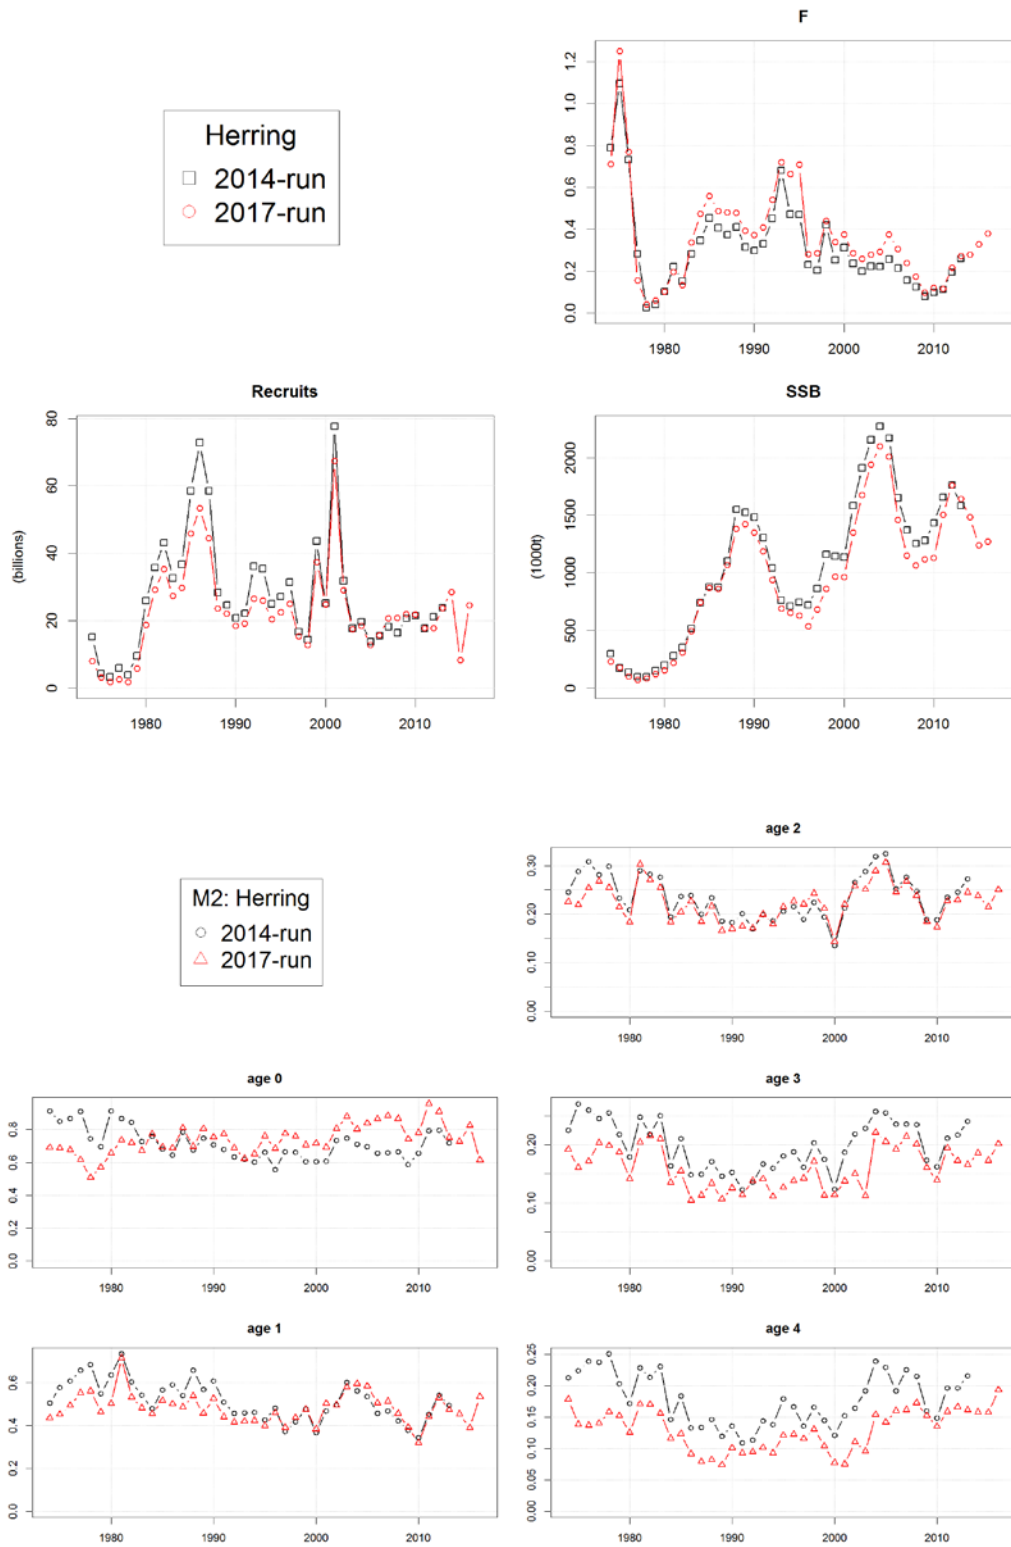 F
Herring
2014-run
2017-run
0.0 0.2 0.4 0.6 0.8 1.0 1.2
1980 1990 2000 2010
Recruits
(billions)
0 20 40 60 80
1980 1990 2000 2010
SSB
(1000t)
0 500 1000 1500 2000
1980 1990 2000 2010
M2: Herring
2014-run
2017-run
age 2
0.00 0.10 0.20 0.30
1980 1990 2000 2010
age 0
0.0 0.2 0.4 0.6 0.8
1980 1990 2000 2010
age 3
0.00 0.10 0.20
1980 1990 2000 2010
age 1
0.0 0.2 0.4 0.6
1980 1990 2000 2010
age 4
0.00 0.05 0.10 0.15 0.20 0.25
1980 1990 2000 2010